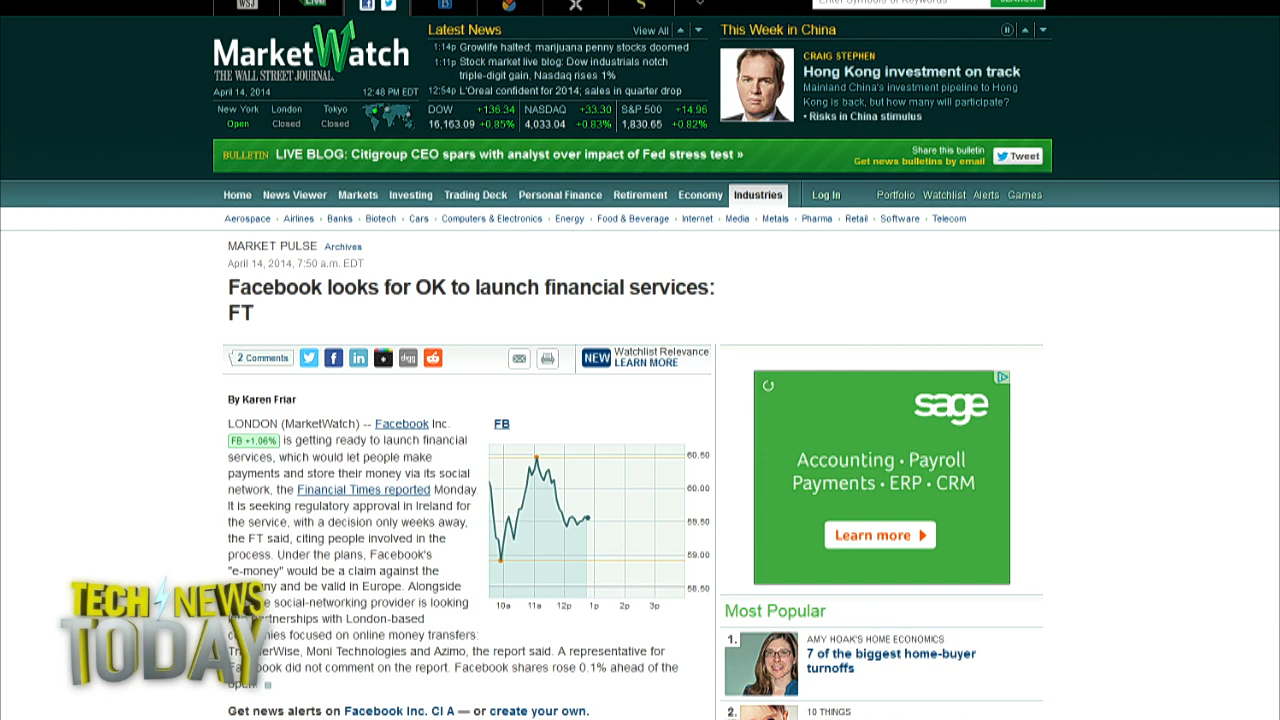 WSJ
Live
Enter Symbols or Keywords
SEARCH
MarketWatch
THE WALL STREET JOURNAL.
April 14, 2014
12:48 PM EDT
New York
London
Tokyo
Open
Closed
Closed
Latest News
View All
1:14p Growlife halted; marijuana penny stocks doomed
1:11p Stock market live blog: Dow industrials notch
triple-digit gain, Nasdaq rises 1%
12:54p L'Oreal confident for 2014; sales in quarter drop
DOW +136.34
NASDAQ +33.30
S&P 500 +14.96
16,163.09 +0.85%
4,033.04 +0.83%
1,830.65 +0.82%
This Week in China
CRAIG STEPHEN
Hong Kong investment on track
Mainland China's investment pipeline to Hong
Kong is back, but how many will participate?
• Risks in China stimulus
BULLETIN LIVE BLOG: Citigroup CEO spars with analyst over impact of Fed stress test »
Share this bulletin
Get news bulletins by email
Tweet
Home News Viewer Markets Investing Trading Deck Personal Finance Retirement Economy Industries Log In Portfolio Watchlist Alerts Games
Aerospace Airlines Banks Biotech Cars Computers & Electronics Energy Food & Beverage Internet Media Metals Pharma Retail Software Telecom
MARKET PULSE Archives
April 14, 2014, 7:50 a.m. EDT
Facebook looks for OK to launch financial services:
FT
2 Comments
digg
NEW
Watchlist Relevance
LEARN MORE
By Karen Friar
LONDON (MarketWatch) -- Facebook Inc.
FB +1.06% is getting ready to launch financial
services, which would let people make
payments and store their money via its social
network, the Financial Times reported Monday.
It is seeking regulatory approval in Ireland for
the service, with a decision only weeks away,
the FT said, citing people involved in the
process. Under the plans, Facebook's
"e-money" would be a claim against the
ny and be valid in Europe. Alongside
e social-networking provider is looking
rtnerships with London-based
nies focused on online money transfers:
TransferWise, Moni Technologies and Azimo, the report said. A representative for
Facebook did not comment on the report. Facebook shares rose 0.1% ahead of the
open.
Get news alerts on Facebook Inc. Cl A — or create your own.
FB
60.50
60.00
59.50
59.00
58.50
10a 11a 12p 1p 2p 3p
sage
Accounting • Payroll
Payments • ERP • CRM
Learn more
Most Popular
1.
AMY HOAK'S HOME ECONOMICS
7 of the biggest home-buyer
turnoffs
2.
10 THINGS
TECH NEWS
TODAY